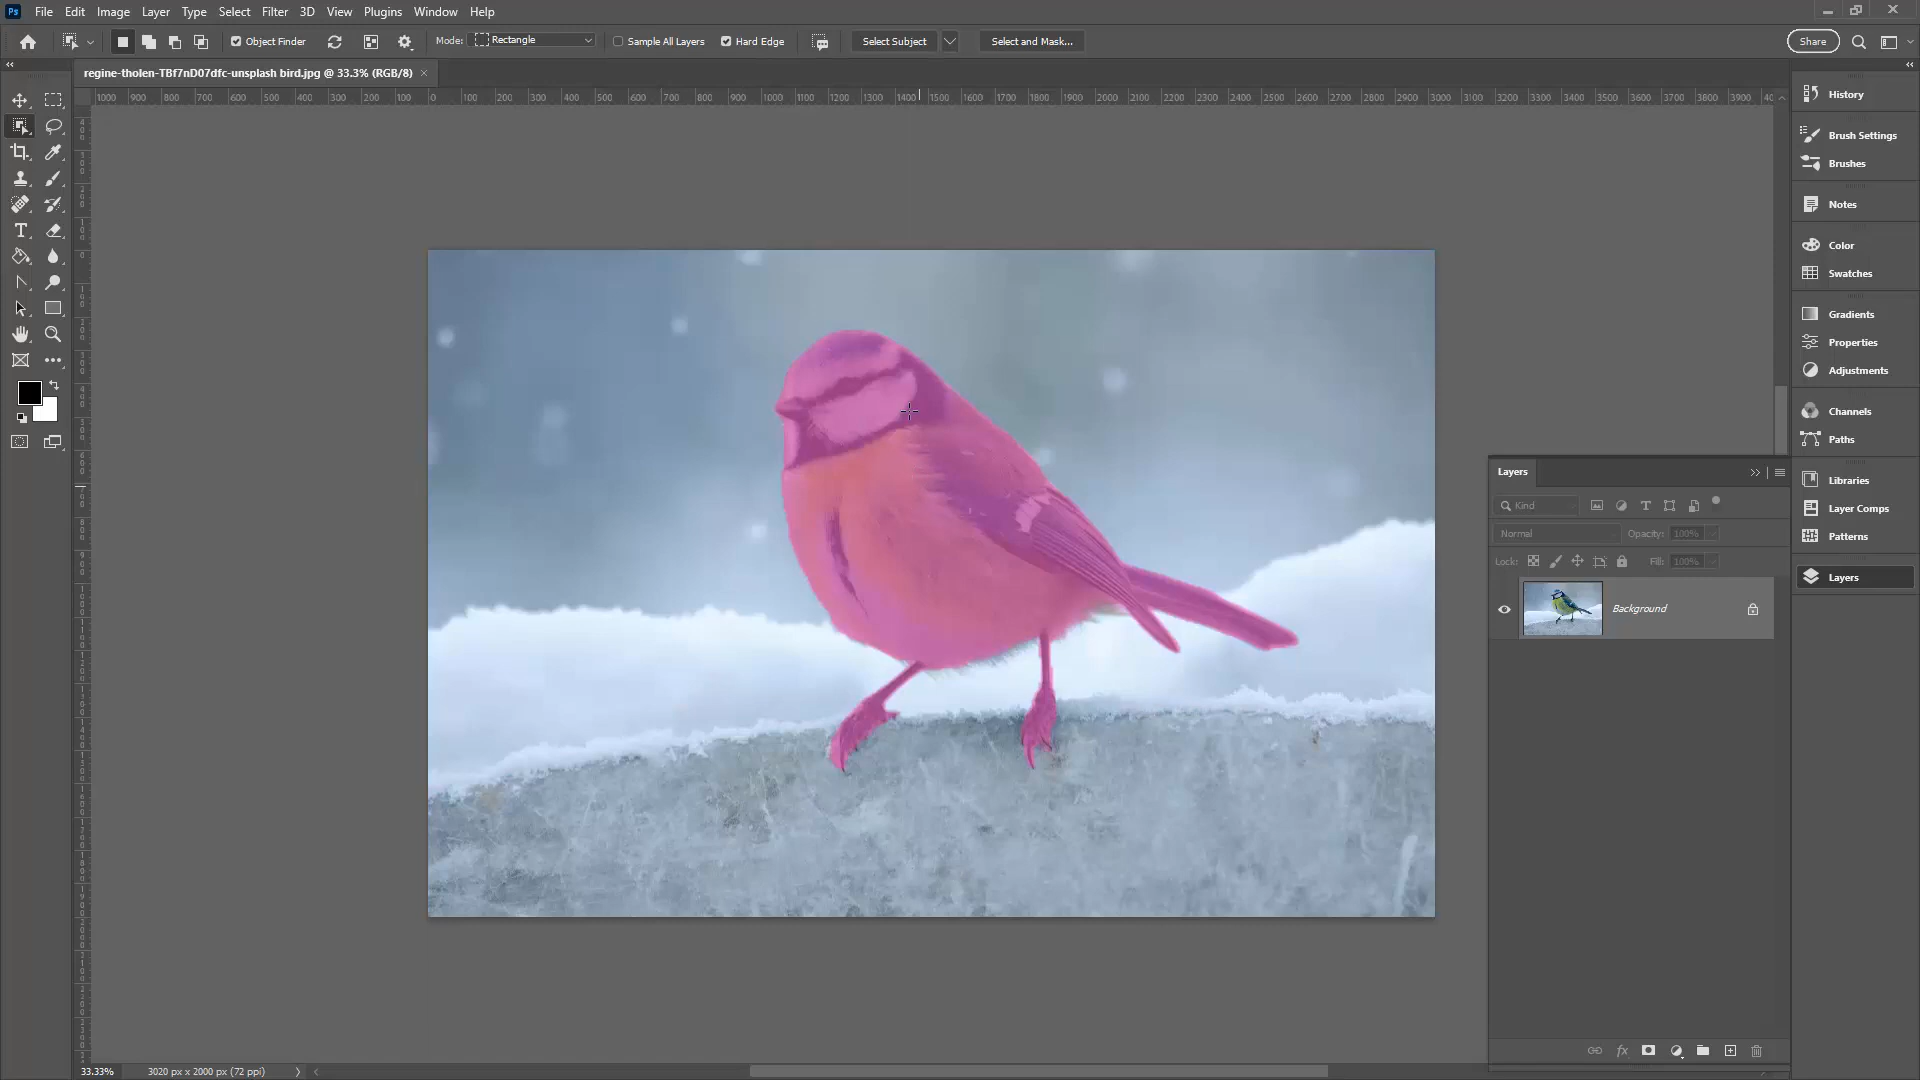 Ps File Edit Image Layer Type Select Filter 3D View Plugins Window Help
Object Finder Mode: Rectangle Sample All Layers Hard Edge Select Subject Select and Mask... Share
regine-tholen-TBf7nD07dfc-unsplash bird.jpg @ 33.3% (RGB/8) ×
1000 900 800 700 600 500 400 300 200 100 0 100 200 300 400 500 600 700 800 900 1000 1100 1200 1300 1400 1500 1600 1700 1800 1900 2000 2100 2200 2300 2400 2500 2600 2700 2800 2900 3000 3100 3200 3300 3400 3500 3600 3700 3800 3900
History
Brush Settings
Brushes
Notes
Color
Swatches
Gradients
Properties
Adjustments
Channels
Paths
Libraries
Layer Comps
Patterns
Layers
Layers
Kind
Normal Opacity: 100%
Lock: Fill: 100%
Background
fx
33.33% 3020 px x 2000 px (72 ppi)